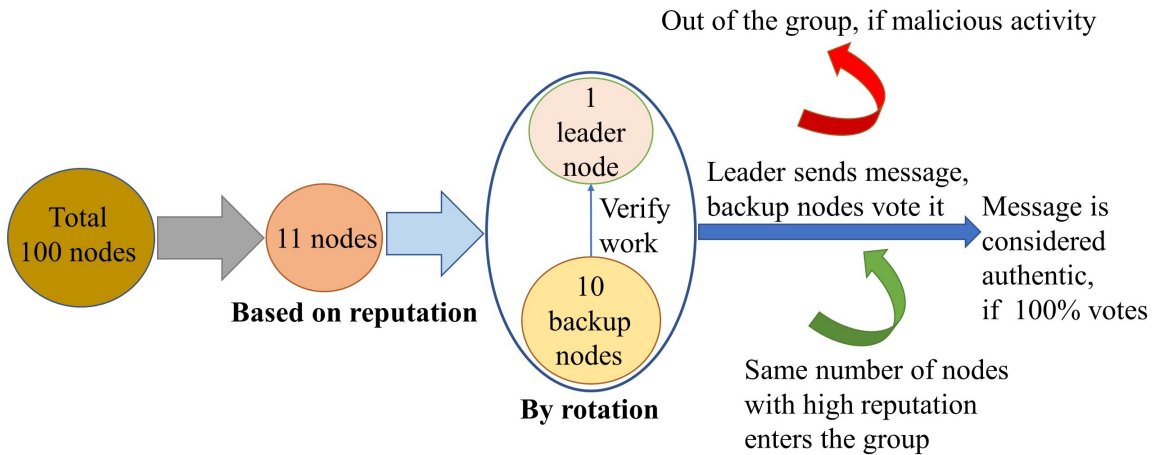 Out of the group, if malicious activity
1
leader
node
Leader sends message,
backup nodes vote it
Verify
work
Total
100 nodes
11 nodes
Based on reputation
10
backup
nodes
By rotation
Message is
considered
authentic,
if 100% votes
Same number of nodes
with high reputation
enters the group